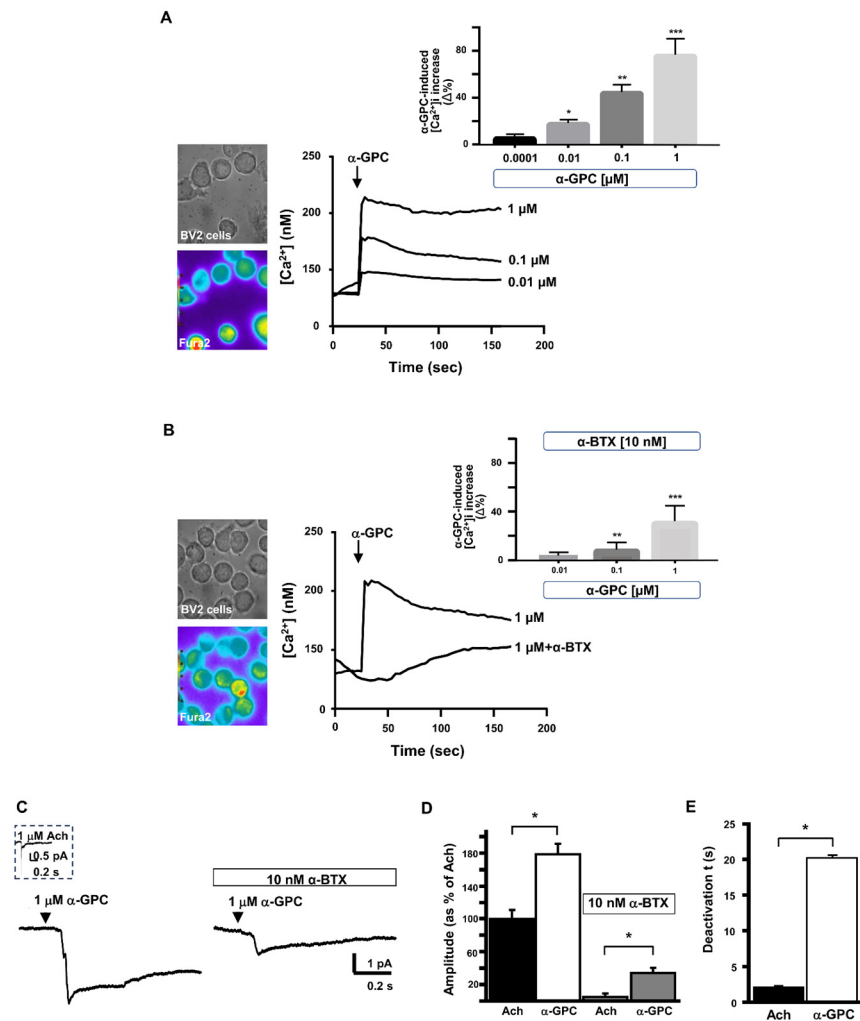 A
α-GPC-induced
[Ca²⁺]i increase
(Δ%)
80
40
0
*
**
***
0.0001 0.01 0.1 1
α-GPC [µM]
BV2 cells
Fura2
[Ca²⁺] (nM)
250
200
150
0
α-GPC
1 µM
0.1 µM
0.01 µM
0 50 100 150 200
Time (sec)
B
α-BTX [10 nM]
α-GPC-induced
[Ca²⁺]i increase
(Δ%)
80
40
0
**
***
0.01 0.1 1
α-GPC [µM]
BV2 cells
Fura2
[Ca²⁺] (nM)
250
200
150
0
α-GPC
1 µM
1 µM+α-BTX
0 50 100 150 200
Time (sec)
C
1 µM Ach
0.5 pA
0.2 s
1 µM α-GPC
10 nM α-BTX
1 µM α-GPC
1 pA
0.2 s
D
Amplitude (as % of Ach)
180
140
100
60
20
*
10 nM α-BTX
*
Ach α-GPC Ach α-GPC
E
Deactivation t (s)
25
20
15
10
5
0
*
Ach α-GPC